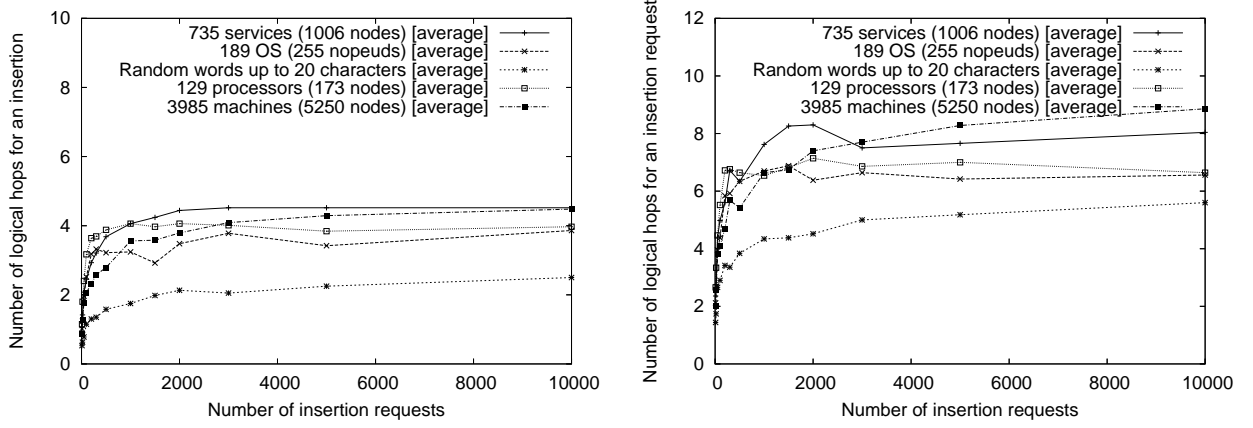 Number of logical hops for an insertion
10
8
6
4
2
0
735 services (1006 nodes) [average]
189 OS (255 nopeuds) [average]
Random words up to 20 characters [average]
129 processors (173 nodes) [average]
3985 machines (5250 nodes) [average]
0
2000
4000
6000
8000
10000
Number of insertion requests
Number of logical hops for an insertion request
12
10
8
6
4
2
0
735 services (1006 nodes) [average]
189 OS (255 nopeuds) [average]
Random words up to 20 characters [average]
129 processors (173 nodes) [average]
3985 machines (5250 nodes) [average]
0
2000
4000
6000
8000
10000
Number of insertion requests